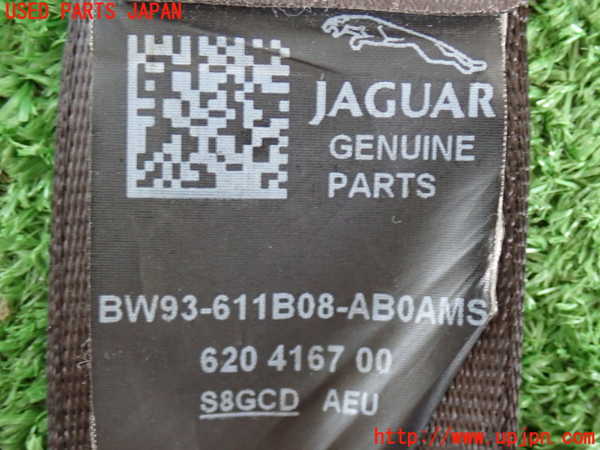 USED PARTS JAPAN
JAGUAR
GENUINE
PARTS
BW93-611B08-AB0AMS
620 4167 00
S8GCD AEU
http://www.upjpn.com